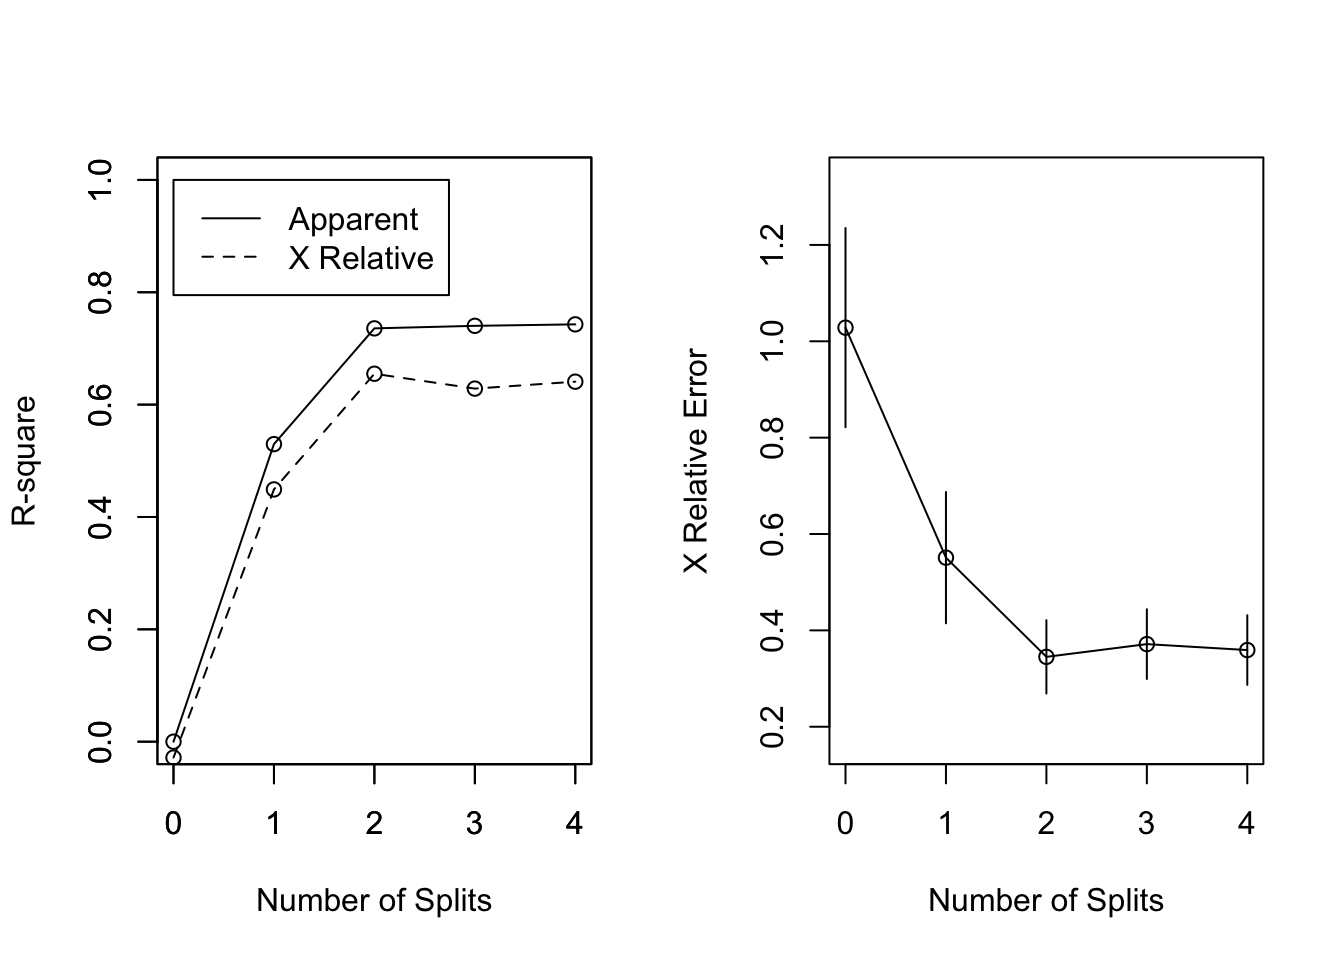 R-square
1.0
0.8
0.6
0.4
0.2
0.0
Apparent
X Relative
0 1 2 3 4
Number of Splits
X Relative Error
1.2
1.0
0.8
0.6
0.4
0.2
0 1 2 3 4
Number of Splits